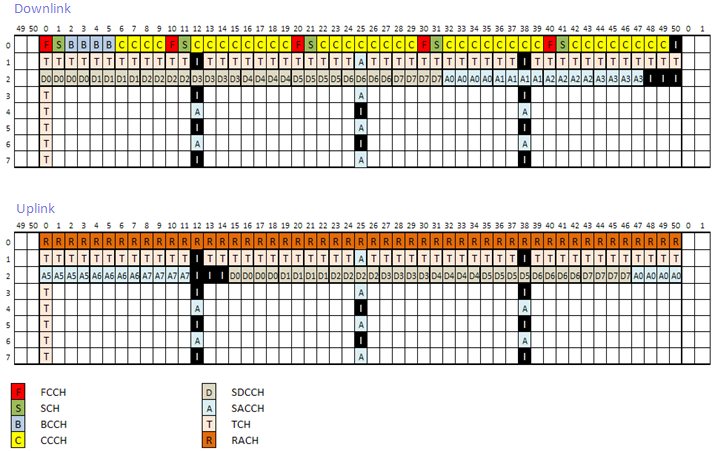 Downlink
49 50 0 1 2 3 4 5 6 7 8 9 10 11 12 13 14 15 16 17 18 19 20 21 22 23 24 25 26 27 28 29 30 31 32 33 34 35 36 37 38 39 40 41 42 43 44 45 46 47 48 49 50 0 1
0 F S B B B B C C C C F S C C C C C C C C F S C C C C C C C C F S C C C C C C C C F S C C C C C C C C I
1 T T T T T T T T T T T T I T T T T T T T T T T T T A T T T T T T T T T T T T I T T T T T T T T T T T T
2 D0 D0 D0 D0 D1 D1 D1 D1 D2 D2 D2 D2 D3 D3 D3 D3 D4 D4 D4 D4 D5 D5 D5 D5 D6 D6 D6 D6 D7 D7 D7 D7 A0 A0 A0 A0 A1 A1 A1 A1 A2 A2 A2 A2 A3 A3 A3 A3 I I I
3 T I A I
4 T A I A
5 T I A I
6 T A I A
7 T I A I
Uplink
49 50 0 1 2 3 4 5 6 7 8 9 10 11 12 13 14 15 16 17 18 19 20 21 22 23 24 25 26 27 28 29 30 31 32 33 34 35 36 37 38 39 40 41 42 43 44 45 46 47 48 49 50 0 1
0 R R R R R R R R R R R R R R R R R R R R R R R R R R R R R R R R R R R R R R R R R R R R R R R R R R R
1 T T T T T T T T T T T T I T T T T T T T T T T T T A T T T T T T T T T T T T I T T T T T T T T T T T T
2 A5 A5 A5 A5 A6 A6 A6 A6 A7 A7 A7 A7 I I I D0 D0 D0 D0 D1 D1 D1 D1 D2 D2 D2 D2 D3 D3 D3 D3 D4 D4 D4 D4 D5 D5 D5 D5 D6 D6 D6 D6 D7 D7 D7 D7 A0 A0 A0 A0
3 T I A I
4 T A I A
5 T I A I
6 T A I A
7 T I A I
F FCCH D SDCCH
S SCH A SACCH
B BCCH T TCH
C CCCH R RACH